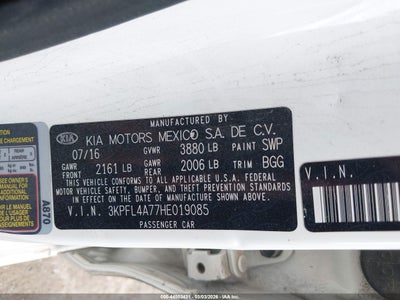 MANUFACTURED BY
KIA KIA MOTORS MEXICO S.A. DE C.V.
07/16 GVWR 3880 LB PAINT SWP
GAWR FRONT 2161 LB GAWR REAR 2006 LB TRIM BGG
THIS VEHICLE CONFORMS TO ALL APPLICABLE U.S.A. FEDERAL
MOTOR VEHICLE SAFETY, BUMPER, AND THEFT PREVENTION
STANDARDS IN EFFECT ON THE DATE OF MANUFACTURE SHOWN ABOVE.
V.I.N. 3KPFL4A77HE019085
PASSENGER CAR
A870
V.I.N.